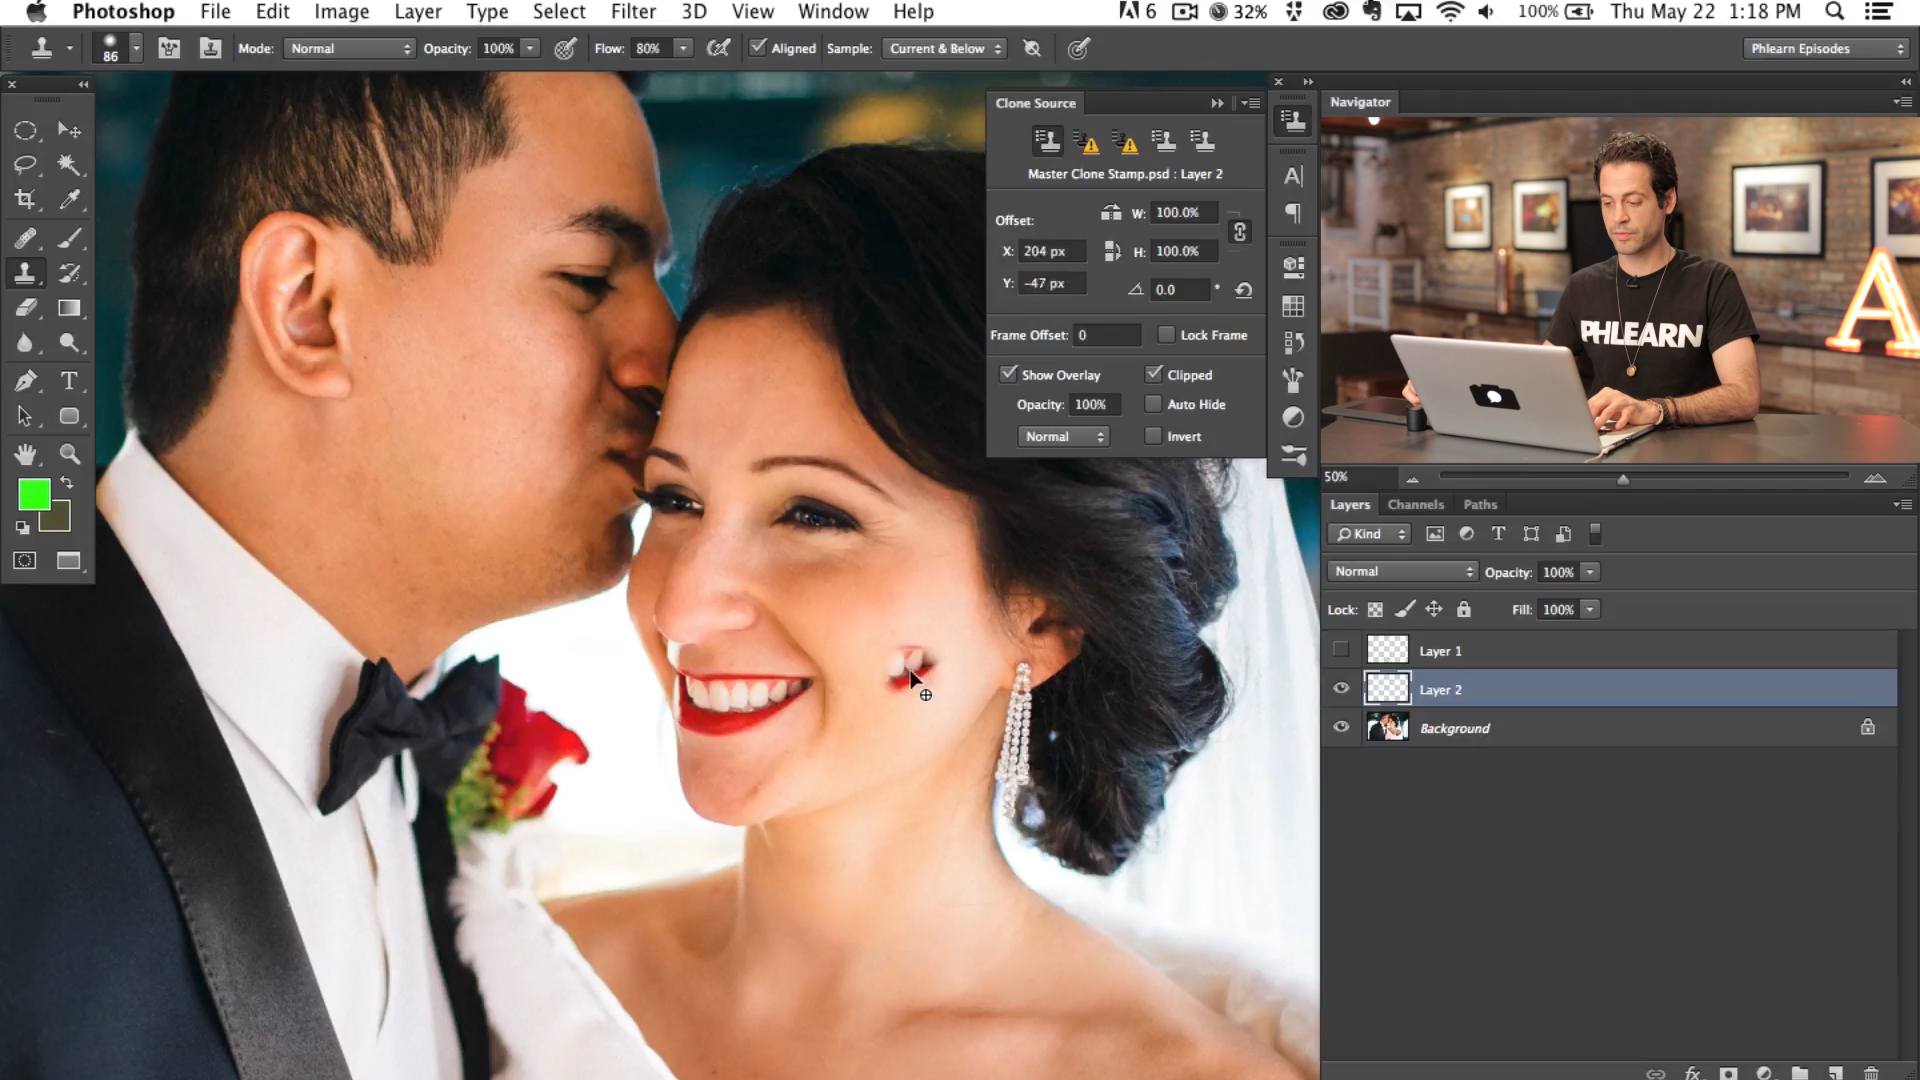 Photoshop File Edit Image Layer Type Select Filter 3D View Window Help 6 32% 100% Thu May 22 1:18 PM
86 Mode: Normal Opacity: 100% Flow: 80% Aligned Sample: Current & Below Phlearn Episodes
Clone Source
Master Clone Stamp.psd : Layer 2
Offset: W: 100.0%
X: 204 px H: 100.0%
Y: -47 px 0.0 °
Frame Offset: 0 Lock Frame
Show Overlay Clipped
Opacity: 100% Auto Hide
Normal Invert
Navigator
PHLEARN
A
50%
Layers Channels Paths
Kind
Normal Opacity: 100%
Lock: Fill: 100%
Layer 1
Layer 2
Background